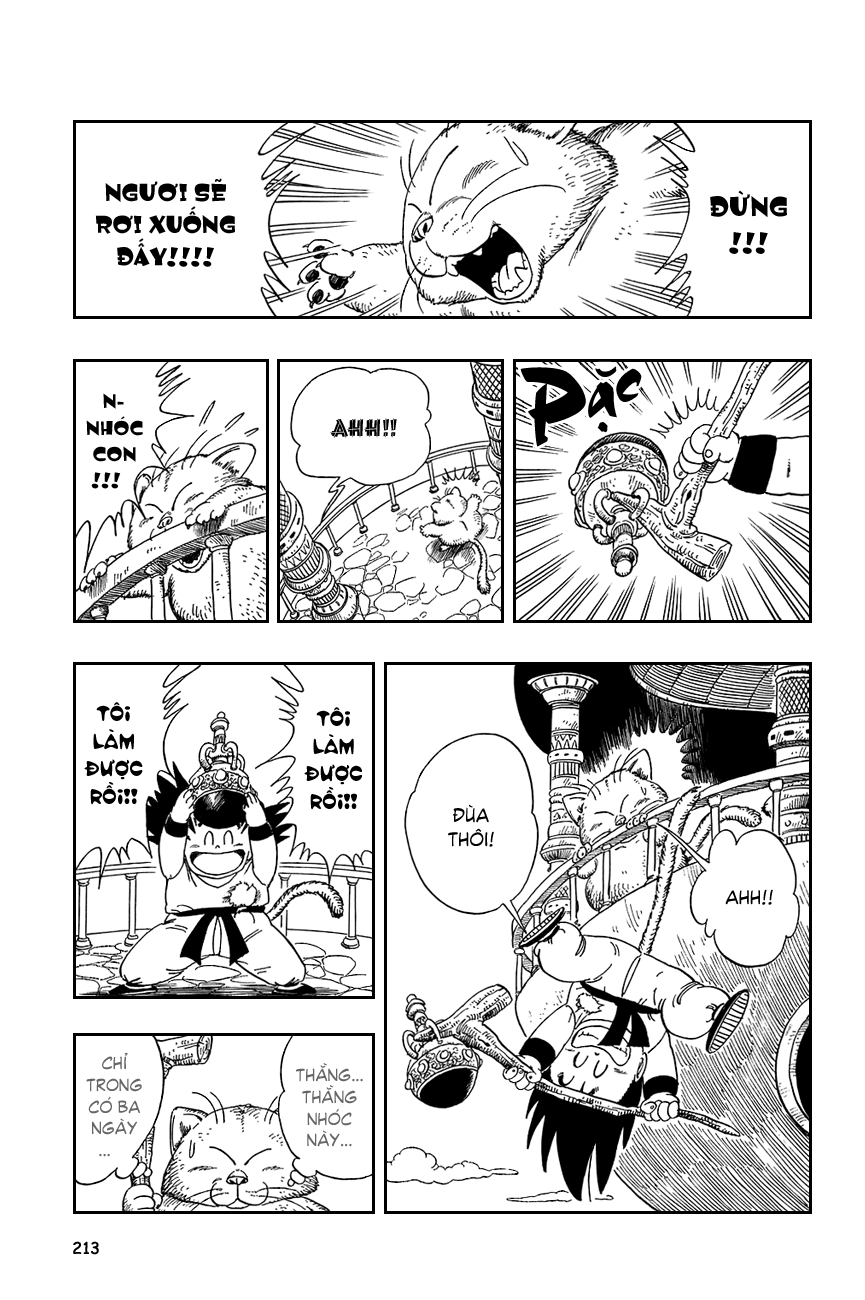 ĐỪNG
!!!
NGƯƠI SẼ
RƠI XUỐNG
ĐẤY!!!!
PẶC
AHH!!
N-
NHÓC
CON
!!!
AHH!!
ĐÙA
THÔI!
TÔI
LÀM
ĐƯỢC
RỒI!!
TÔI
LÀM
ĐƯỢC
RỒI!!
THẰNG...
THẰNG
NHÓC
NÀY...
CHỈ
TRONG
CÓ BA
NGÀY
...
213